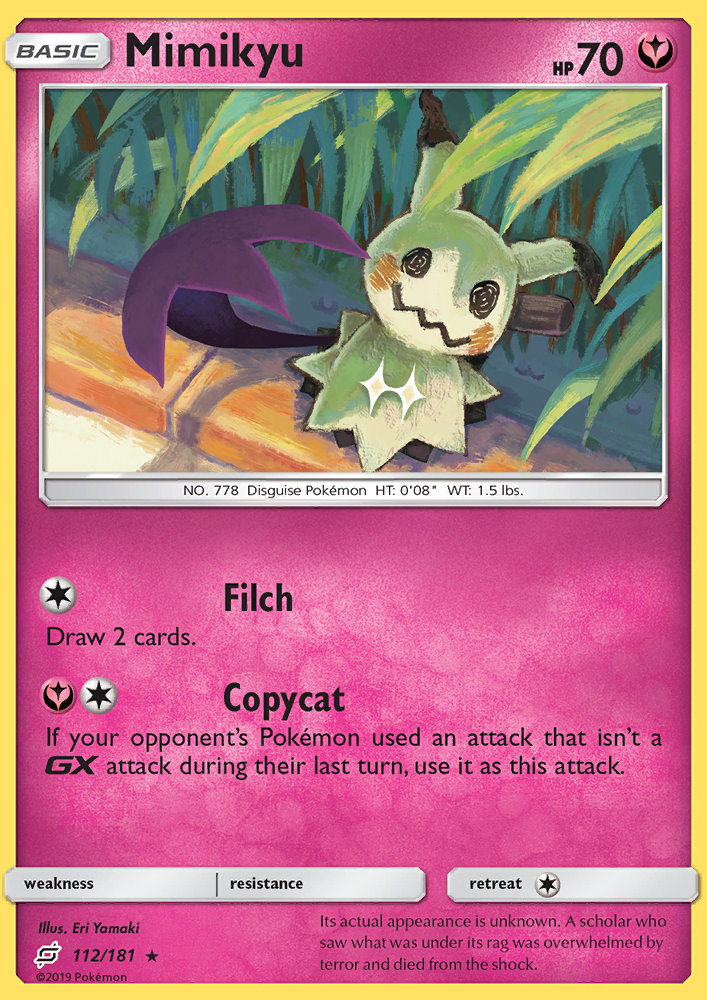 BASIC Mimikyu HP 70
NO. 778 Disguise Pokémon HT: 0'08" WT: 1.5 lbs.
Filch
Draw 2 cards.
Copycat
If your opponent's Pokémon used an attack that isn't a
GX attack during their last turn, use it as this attack.
weakness resistance retreat
Illus. Eri Yamaki
112/181 ★
©2019 Pokémon
Its actual appearance is unknown. A scholar who
saw what was under its rag was overwhelmed by
terror and died from the shock.